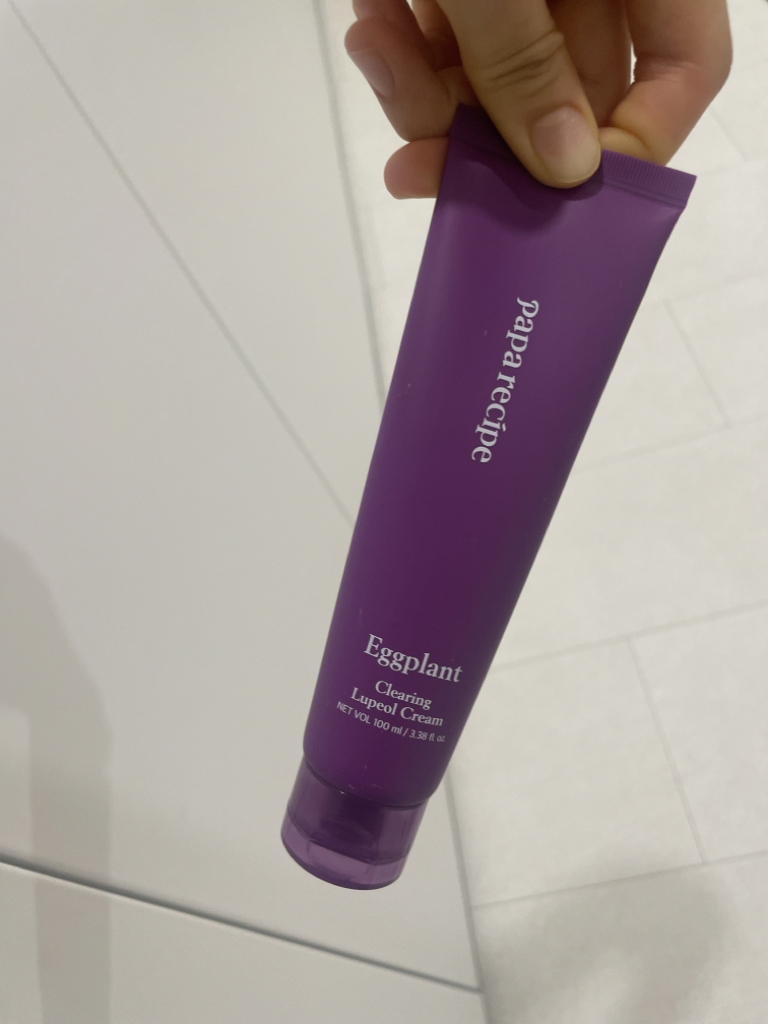 papa recipe
Eggplant
Clearing
Lupeol Cream
NET VOL 100 ml / 3.38 fl. oz.